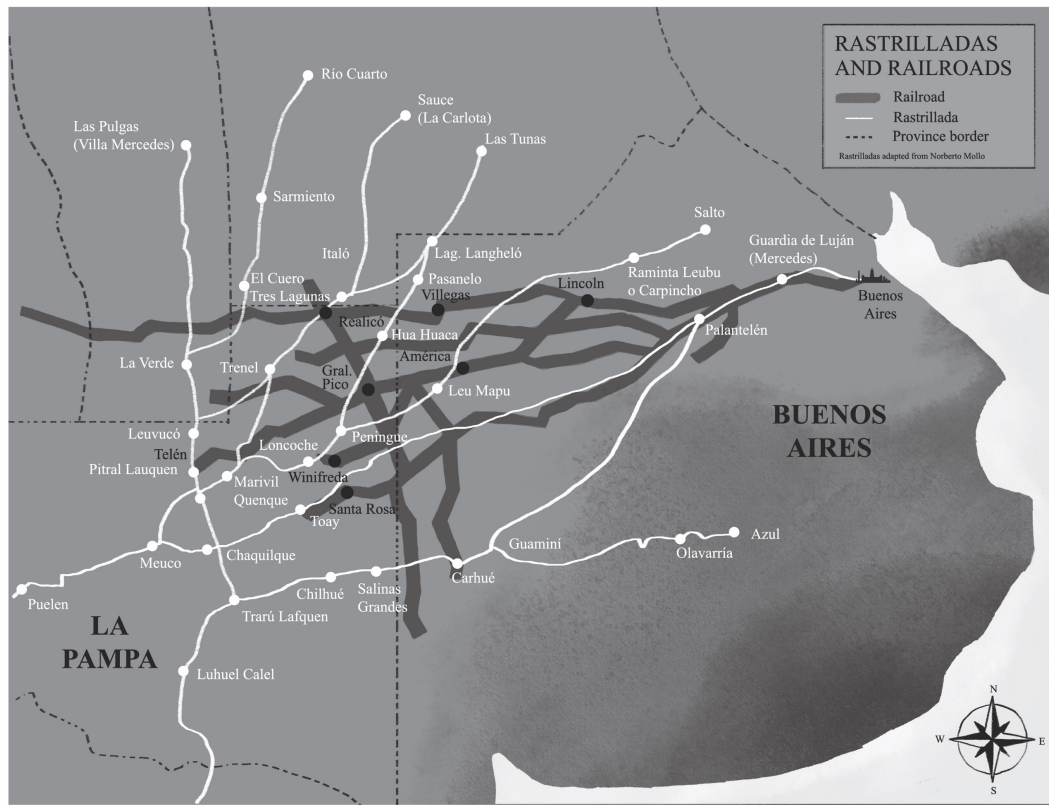 RASTRILLADAS
AND RAILROADS
Railroad
Rastrillada
Province border
Rastrilladas adapted from Norberto Mollo
Río Cuarto
Sauce
(La Carlota)
Las Pulgas
(Villa Mercedes)
Las Tunas
Sarmiento
Salto
Italó
Lag. Langheló
Guardia de Luján
(Mercedes)
Raminta Leubu
o Carpincho
El Cuero
Tres Lagunas
Pasanelo
Villegas
Lincoln
Buenos
Aires
Realicó
Palantelén
Hua Huaca
La Verde
Trenel
América
Gral.
Pico
Leu Mapu
BUENOS
AIRES
Leuvucó
Loncoche
Peningue
Telén
Pitral Lauquen
Marivil
Quenque
Winifreda
Santa Rosa
Toay
Azul
Olavarría
Guaminí
Meuco
Chaquilque
Carhué
Chilhué
Salinas
Grandes
Puelen
Trarú Lafquen
LA
PAMPA
Luhuel Calel
N
W
E
S